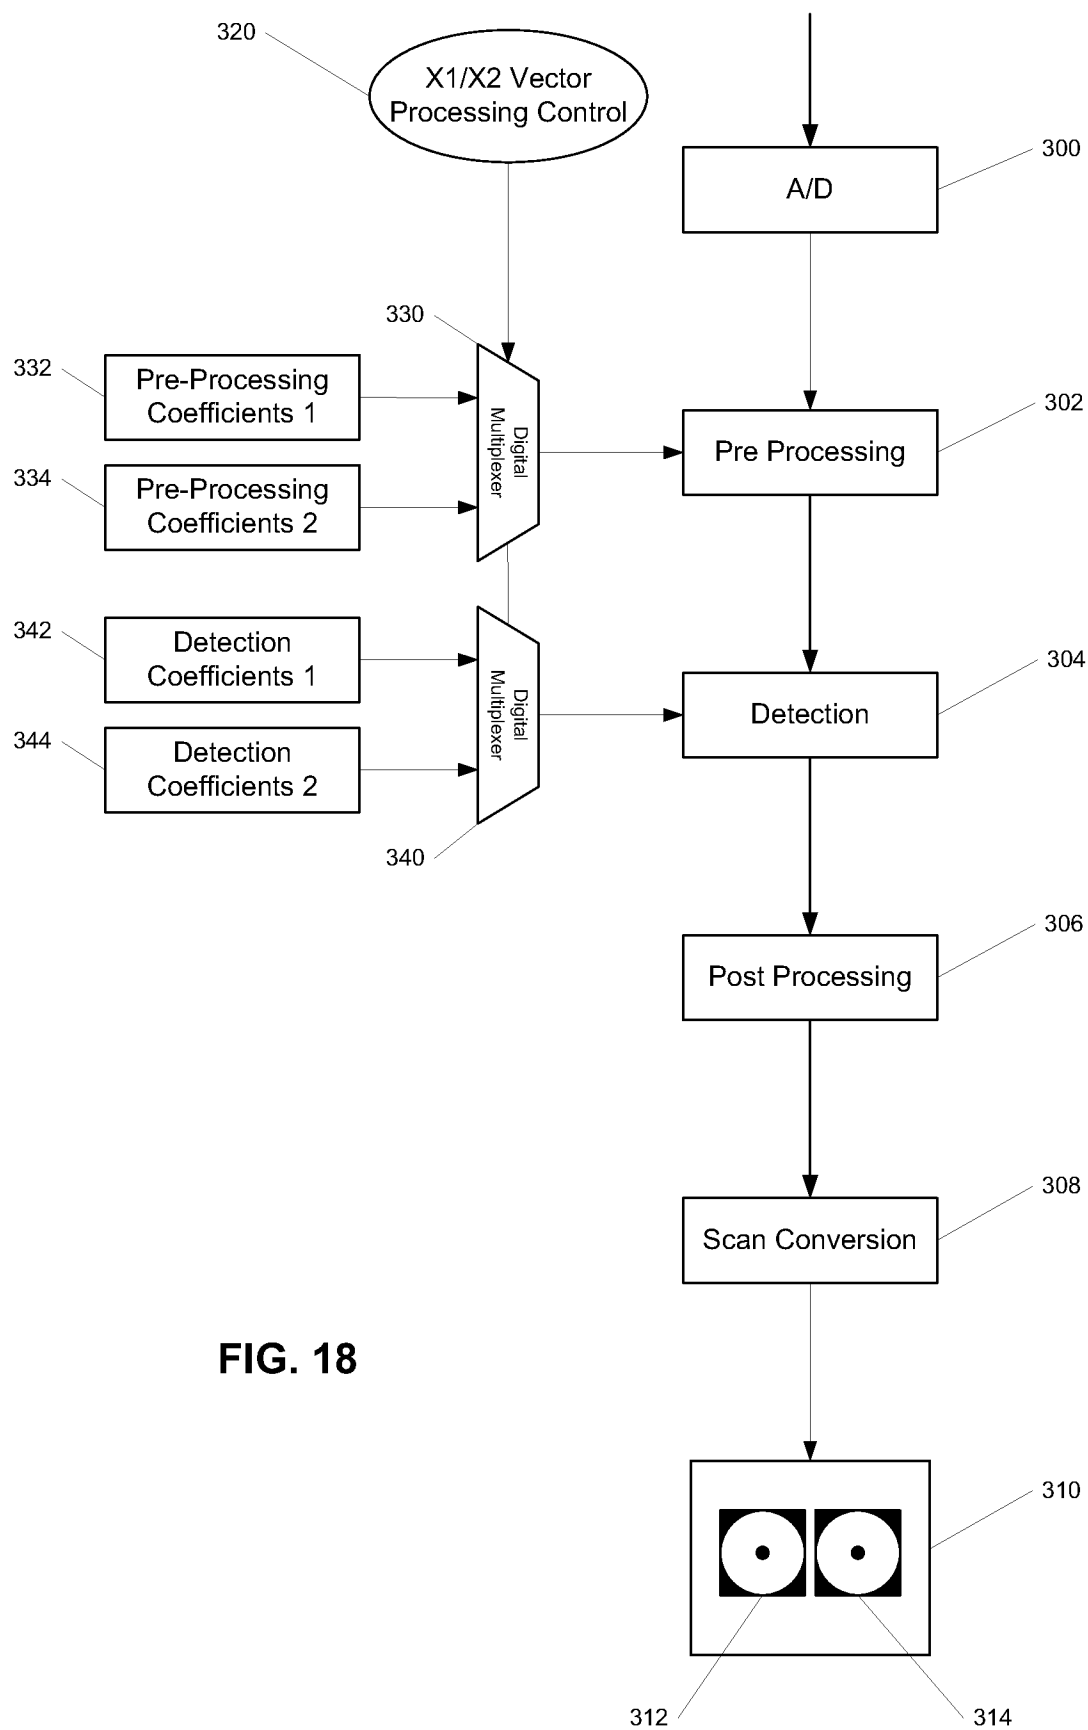 320
X1/X2 Vector
Processing Control
300
A/D
330
332
Pre-Processing
Coefficients 1
302
Pre Processing
Digital
Multiplexer
334
Pre-Processing
Coefficients 2
342
Detection
Coefficients 1
304
Detection
Digital
Multiplexer
344
Detection
Coefficients 2
340
306
Post Processing
308
Scan Conversion
FIG. 18
310
312
314